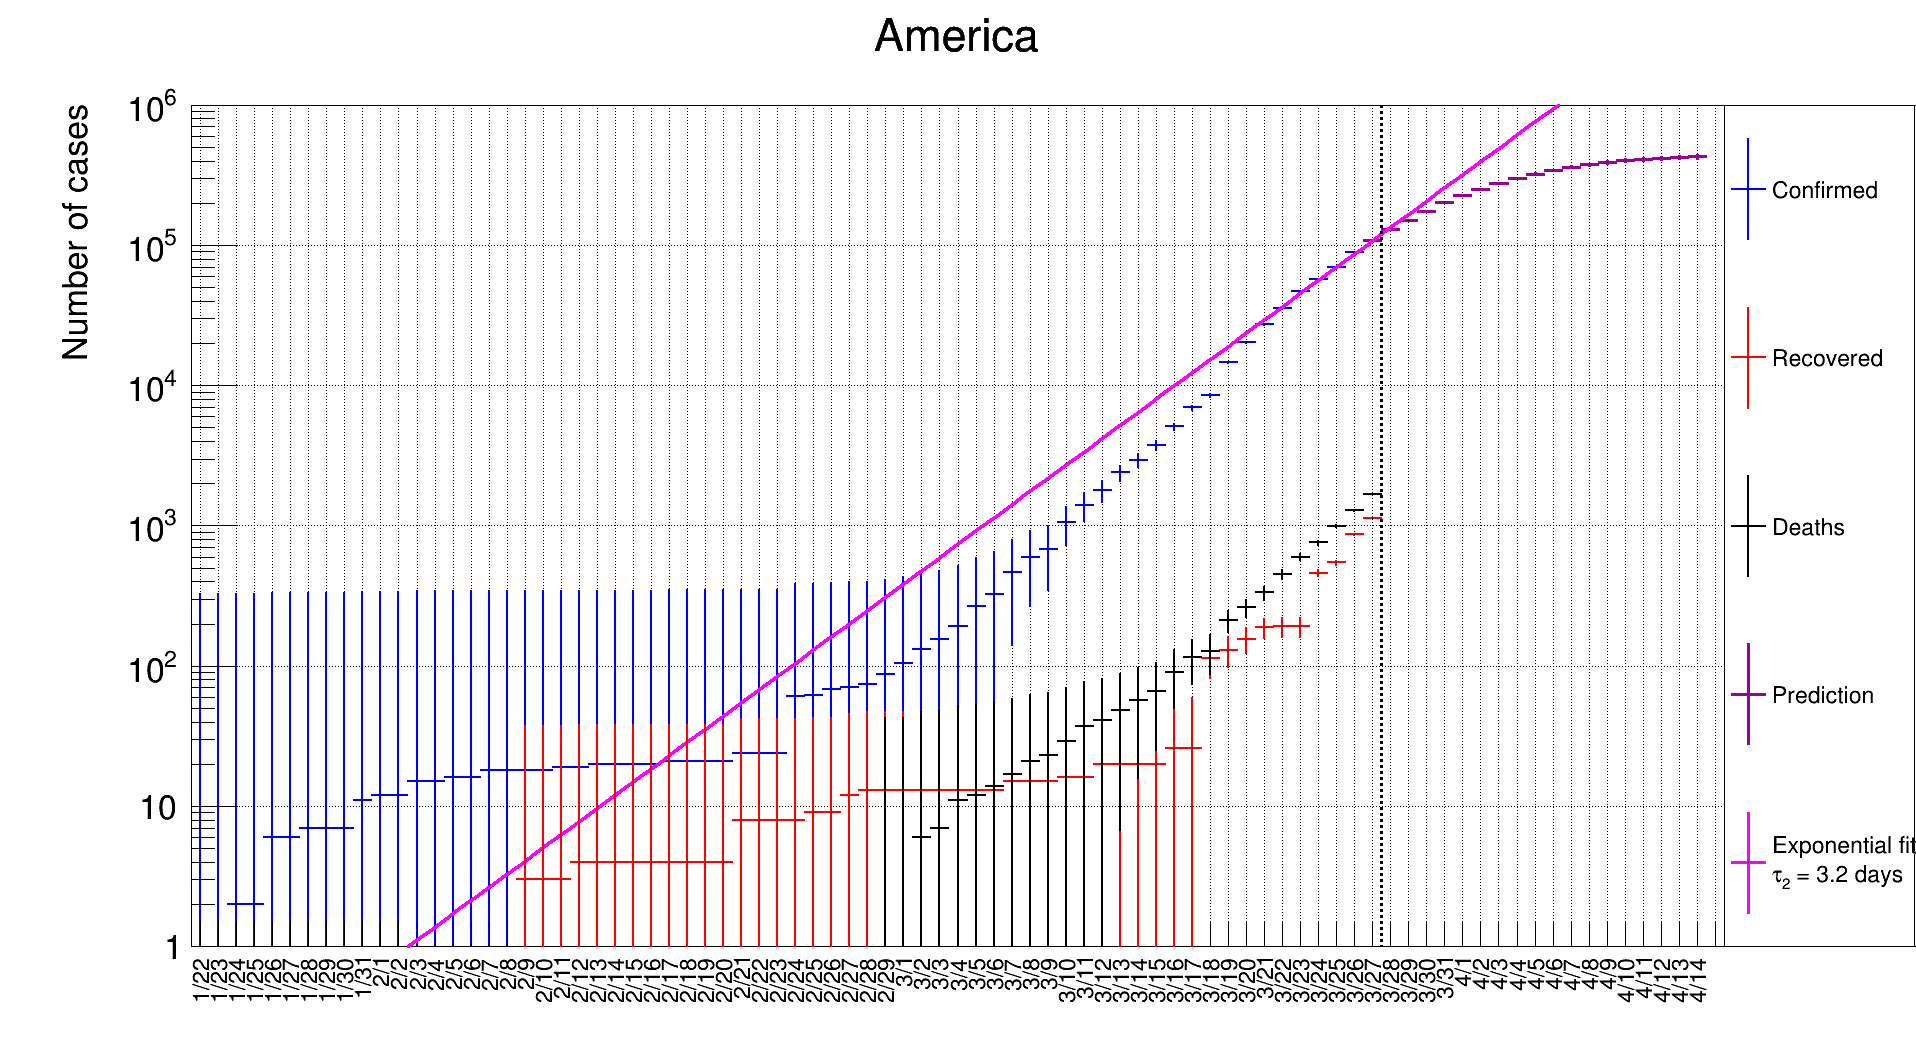 America
Number of cases
10^6
10^5
10^4
10^3
10^2
10
1
1/22 1/23 1/24 1/25 1/26 1/27 1/28 1/29 1/30 1/31 2/1 2/2 2/3 2/4 2/5 2/6 2/7 2/8 2/9 2/10 2/11 2/12 2/13 2/14 2/15 2/16 2/17 2/18 2/19 2/20 2/21 2/22 2/23 2/24 2/25 2/26 2/27 2/28 2/29 3/1 3/2 3/3 3/4 3/5 3/6 3/7 3/8 3/9 3/10 3/11 3/12 3/13 3/14 3/15 3/16 3/17 3/18 3/19 3/20 3/21 3/22 3/23 3/24 3/25 3/26 3/27 3/28 3/29 3/30 3/31 4/1 4/2 4/3 4/4 4/5 4/6 4/7 4/8 4/9 4/10 4/11 4/12 4/13 4/14
Confirmed
Recovered
Deaths
Prediction
Exponential fit
τ₂ = 3.2 days